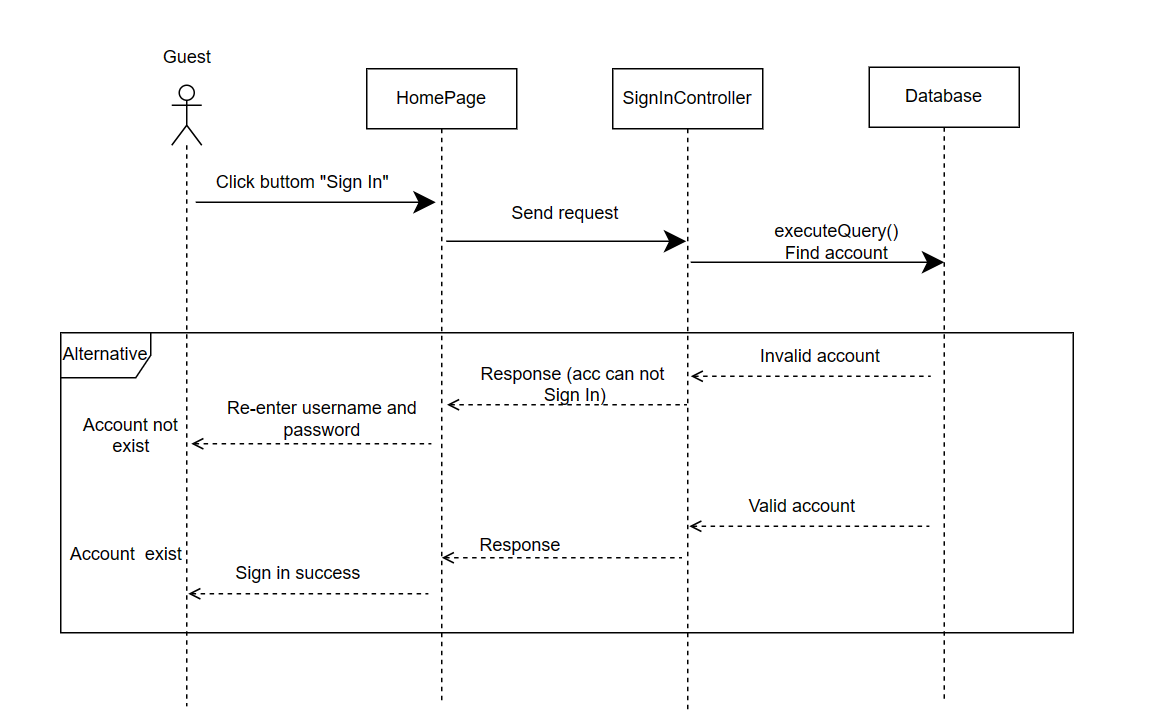 Guest
HomePage
SignInController
Database
Click buttom "Sign In"
Send request
executeQuery()
Find account
Alternative
Invalid account
Response (acc can not
Sign In)
Re-enter username and
password
Account not
exist
Valid account
Response
Account  exist
Sign in success